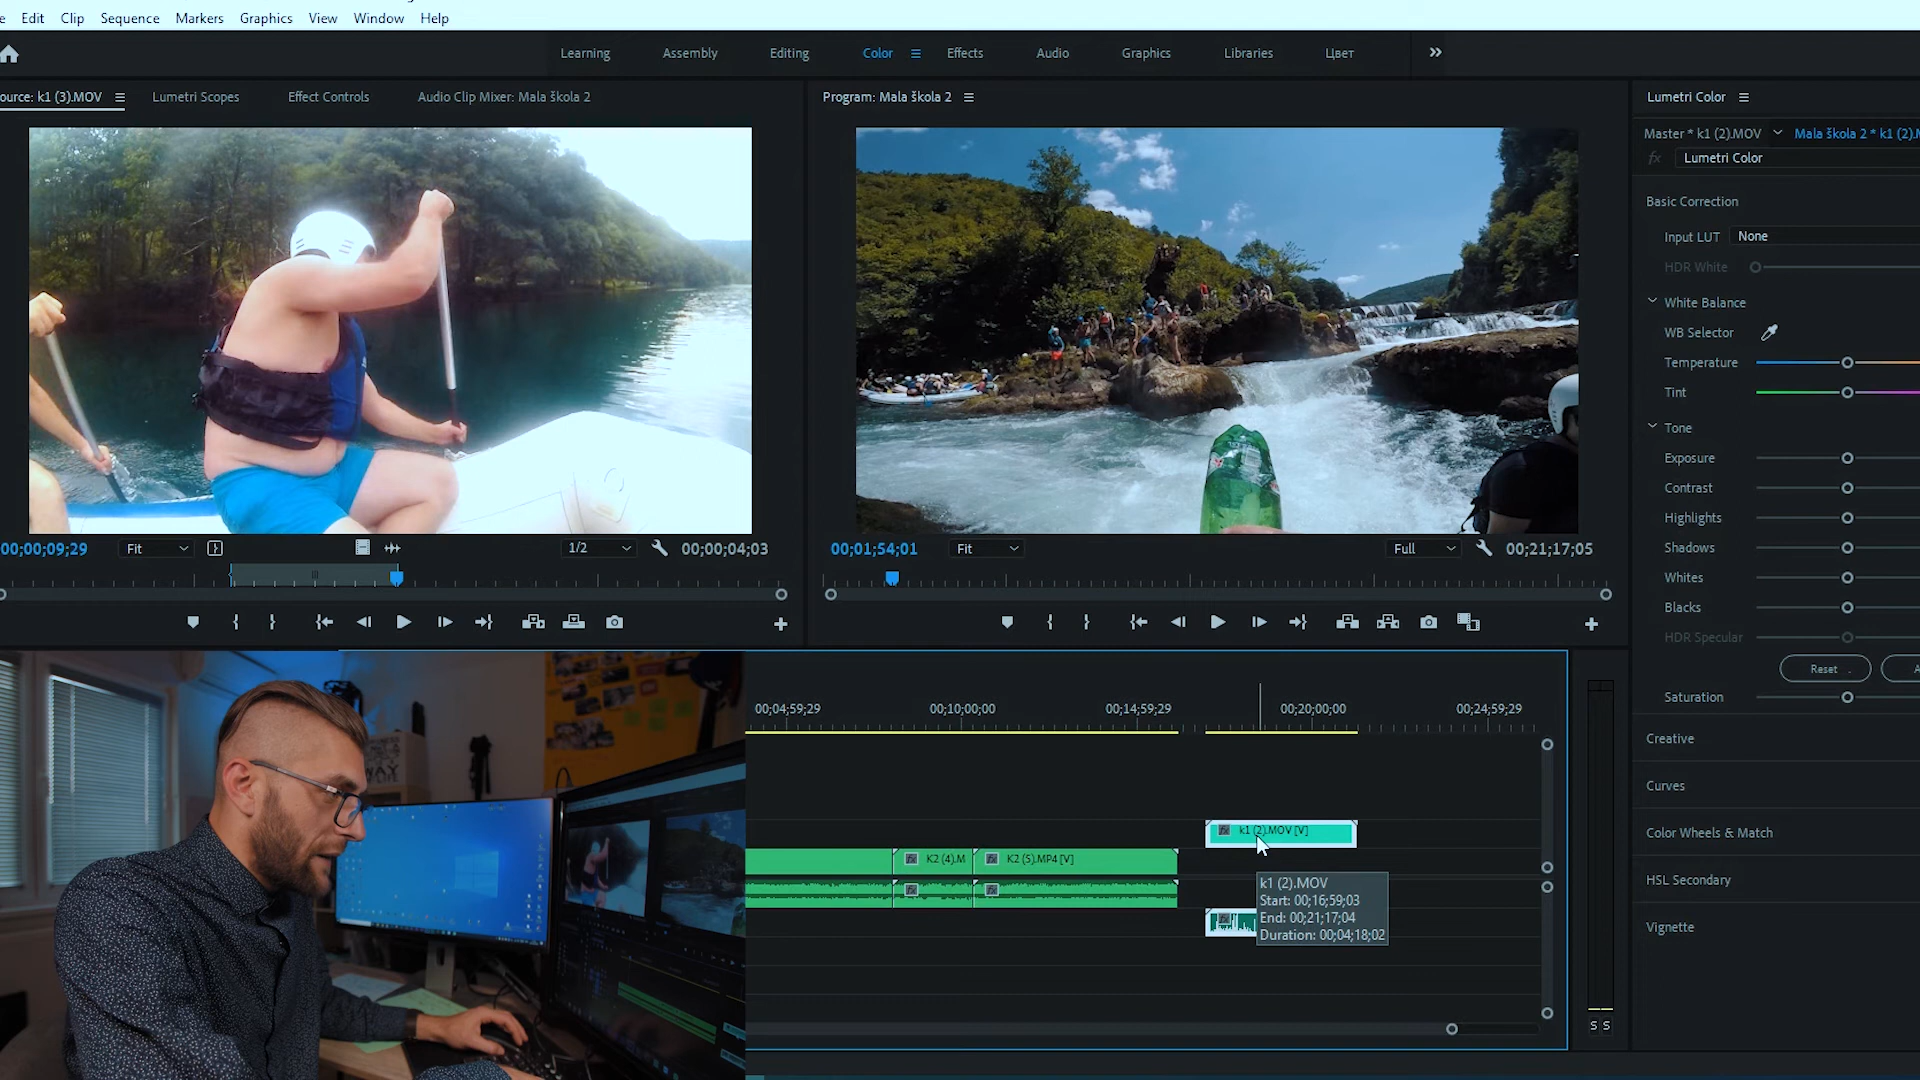 Edit Clip Sequence Markers Graphics View Window Help
Learning Assembly Editing Color Effects Audio Graphics Libraries Цвет
ource: k1 (3).MOV Lumetri Scopes Effect Controls Audio Clip Mixer: Mala škola 2
Program: Mala škola 2
Lumetri Color
Master * k1 (2).MOV Mala škola 2 * k1 (2).
fx Lumetri Color
Basic Correction
Input LUT None
HDR White
White Balance
WB Selector
Temperature
Tint
Tone
Exposure
Contrast
Highlights
Shadows
Whites
Blacks
HDR Specular
Reset
Saturation
Creative
Curves
Color Wheels & Match
HSL Secondary
Vignette
00;00;09;29 Fit 1/2 00;00;04;03
00;01;54;01 Fit Full 00;21;17;05
00;04;59;29 00;10;00;00 00;14;59;29 00;20;00;00 00;24;59;29
fx k1 (2).MOV [V]
fx K2 (4).M fx K2 (5).MP4 [V]
fx fx
fx
k1 (2).MOV
Start: 00;16;59;03
End: 00;21;17;04
Duration: 00;04;18;02
S S